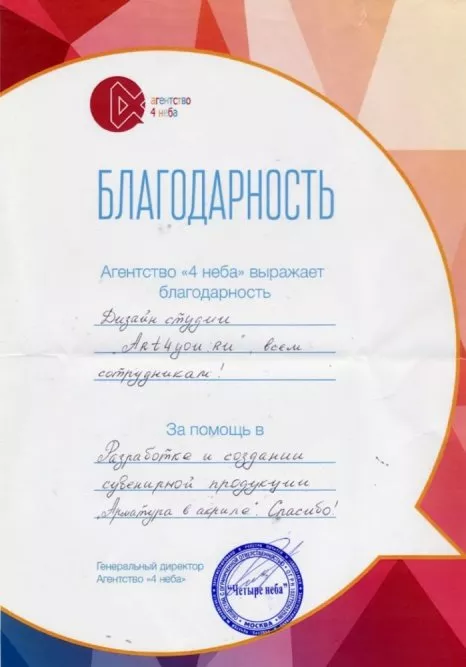 агентство
4 неба
БЛАГОДАРНОСТЬ
Агентство «4 неба» выражает
благодарность
Дизайн студии
"Art4you.ru", всем
сотрудникам!
За помощь в
Разработке и создании
сувенирной продукции
"Арматура в акриле". Спасибо!
Генеральный директор
Агентство «4 неба»
"Четыре неба"
МОСКВА